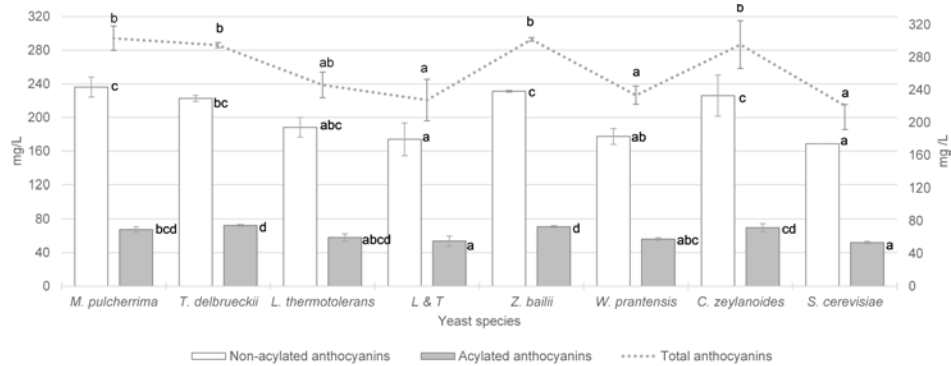 320
280
240
200
160
120
80
40
0
mg/L
320
280
240
200
160
120
80
40
0
mg /L
b
b
ab
a
b
a
b
a
c
bc
abc
a
c
ab
c
a
bcd
d
abcd
a
d
abc
cd
a
M. pulcherrima
T. delbrueckii
L. thermotolerans
L & T
Z. bailii
W. prantensis
C. zeylanoides
S. cerevisiae
Yeast species
Non-acylated anthocyanins
Acylated anthocyanins
Total anthocyanins